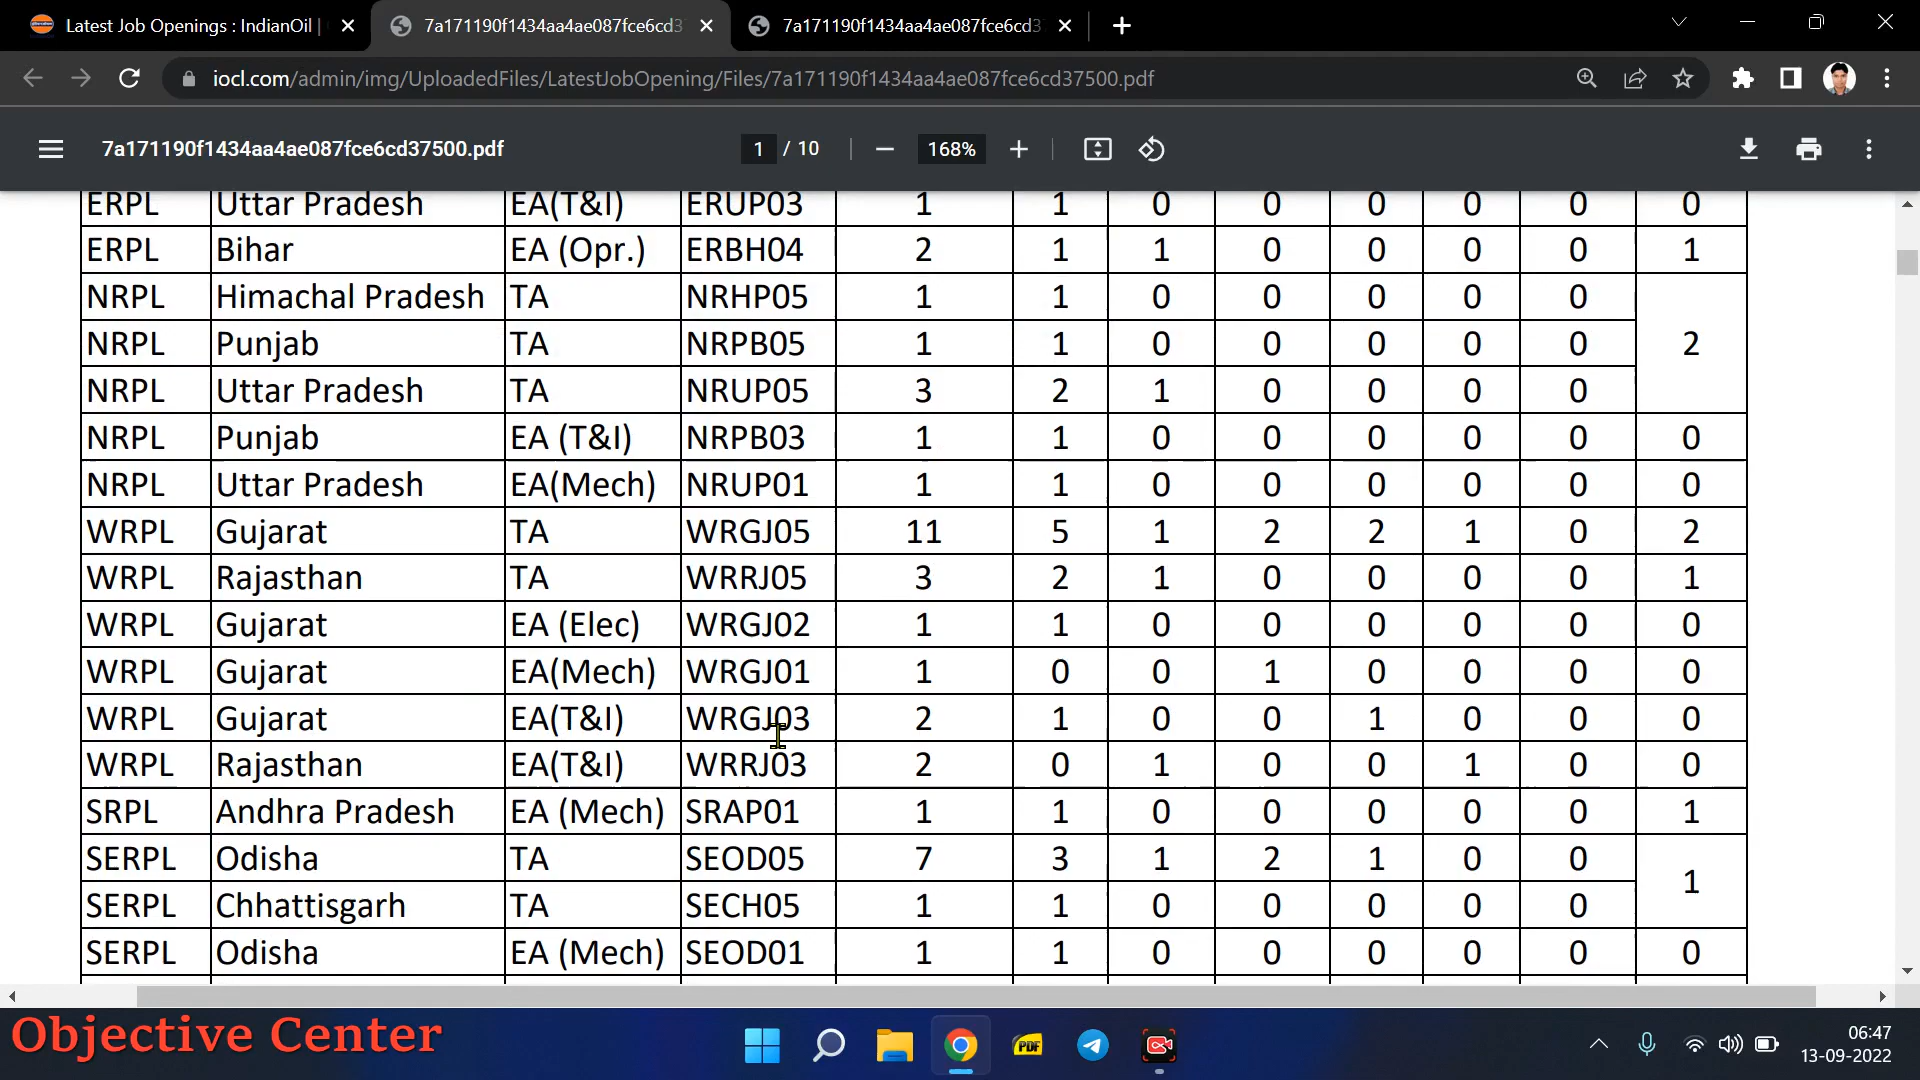 Latest Job Openings : IndianOil |
7a171190f1434aa4ae087fce6cd3
7a171190f1434aa4ae087fce6cd3
iocl.com/admin/img/UploadedFiles/LatestJobOpening/Files/7a171190f1434aa4ae087fce6cd37500.pdf
7a171190f1434aa4ae087fce6cd37500.pdf 1 / 10 168%
ERPL Uttar Pradesh EA(T&I) ERUP03 1 1 0 0 0 0 0 0
ERPL Bihar EA (Opr.) ERBH04 2 1 1 0 0 0 0 1
NRPL Himachal Pradesh TA NRHP05 1 1 0 0 0 0 0
NRPL Punjab TA NRPB05 1 1 0 0 0 0 0 2
NRPL Uttar Pradesh TA NRUP05 3 2 1 0 0 0 0
NRPL Punjab EA (T&I) NRPB03 1 1 0 0 0 0 0 0
NRPL Uttar Pradesh EA(Mech) NRUP01 1 1 0 0 0 0 0 0
WRPL Gujarat TA WRGJ05 11 5 1 2 2 1 0 2
WRPL Rajasthan TA WRRJ05 3 2 1 0 0 0 0 1
WRPL Gujarat EA (Elec) WRGJ02 1 1 0 0 0 0 0 0
WRPL Gujarat EA(Mech) WRGJ01 1 0 0 1 0 0 0 0
WRPL Gujarat EA(T&I) WRGJ03 2 1 0 0 1 0 0 0
WRPL Rajasthan EA(T&I) WRRJ03 2 0 1 0 0 1 0 0
SRPL Andhra Pradesh EA (Mech) SRAP01 1 1 0 0 0 0 0 1
SERPL Odisha TA SEOD05 7 3 1 2 1 0 0
1
SERPL Chhattisgarh TA SECH05 1 1 0 0 0 0 0
SERPL Odisha EA (Mech) SEOD01 1 1 0 0 0 0 0 0
Objective Center
PDF
06:47
13-09-2022